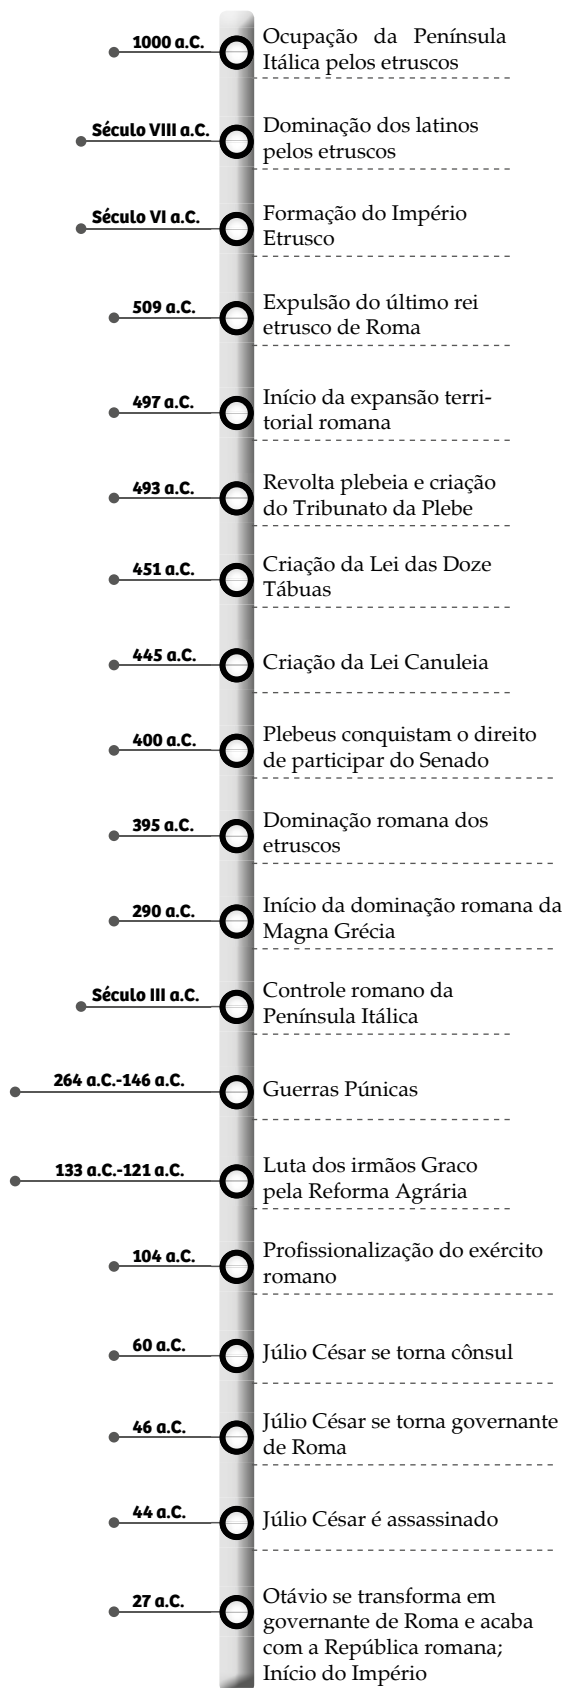 1000 a.C.
Ocupação da Península
Itálica pelos etruscos
Século VIII a.C.
Dominação dos latinos
pelos etruscos
Século VI a.C.
Formação do Império
Etrusco
509 a.C.
Expulsão do último rei
etrusco de Roma
497 a.C.
Início da expansão terri-
torial romana
493 a.C.
Revolta plebeia e criação
do Tribunato da Plebe
451 a.C.
Criação da Lei das Doze
Tábuas
445 a.C.
Criação da Lei Canuleia
400 a.C.
Plebeus conquistam o direito
de participar do Senado
395 a.C.
Dominação romana dos
etruscos
290 a.C.
Início da dominação romana da
Magna Grécia
Século III a.C.
Controle romano da
Península Itálica
264 a.C.-146 a.C.
Guerras Púnicas
133 a.C.-121 a.C.
Luta dos irmãos Graco
pela Reforma Agrária
104 a.C.
Profissionalização do exército
romano
60 a.C.
Júlio César se torna cônsul
46 a.C.
Júlio César se torna governante
de Roma
44 a.C.
Júlio César é assassinado
27 a.C.
Otávio se transforma em
governante de Roma e acaba
com a República romana;
Início do Império